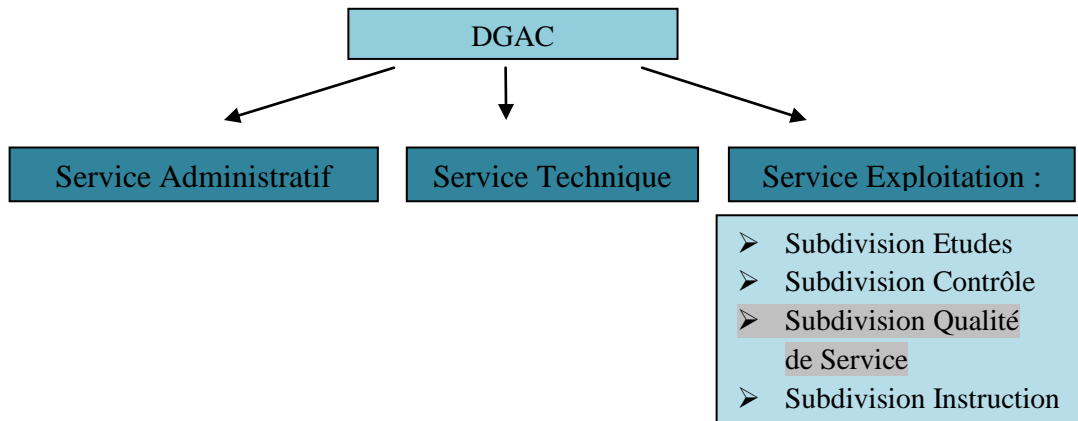 DGAC
Service Administratif
Service Technique
Service Exploitation :
➢ Subdivision Etudes
➢ Subdivision Contrôle
➢ Subdivision Qualité
de Service
➢ Subdivision Instruction